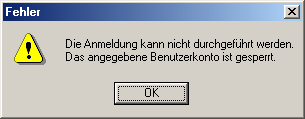 Fehler
Die Anmeldung kann nicht durchgeführt werden.
Das angegebene Benutzerkonto ist gesperrt.
OK